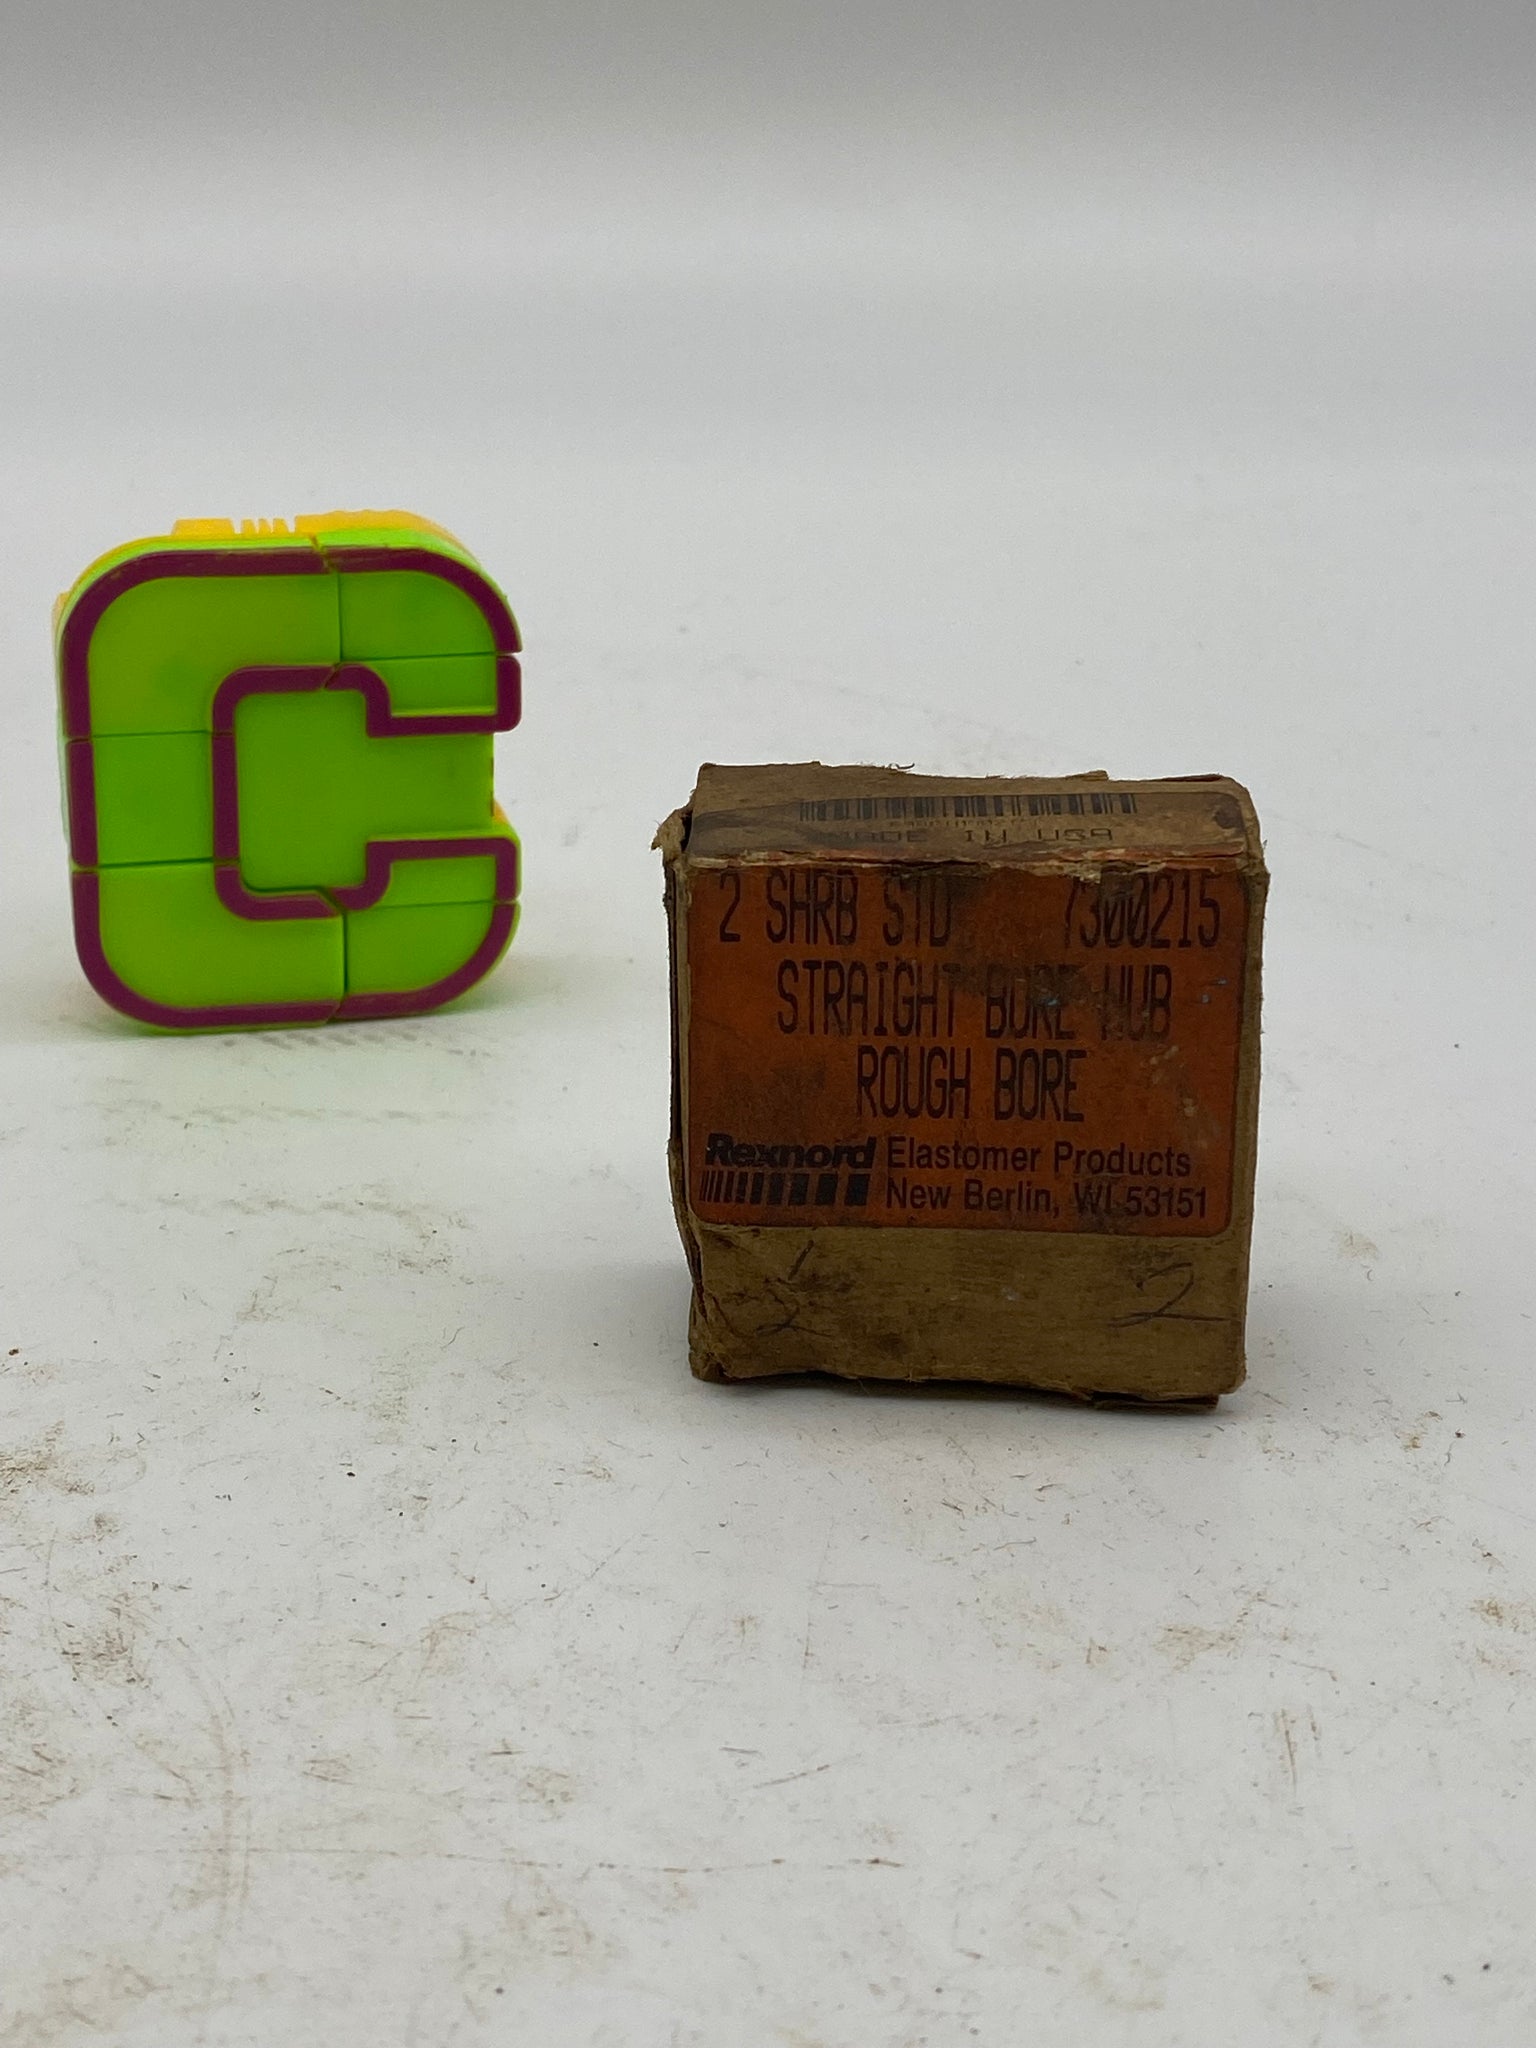 C
MADE IN USA
2 SHRB STD 7300215
STRAIGHT BORE HUB
ROUGH BORE
Rexnord Elastomer Products
New Berlin, WI 53151
2